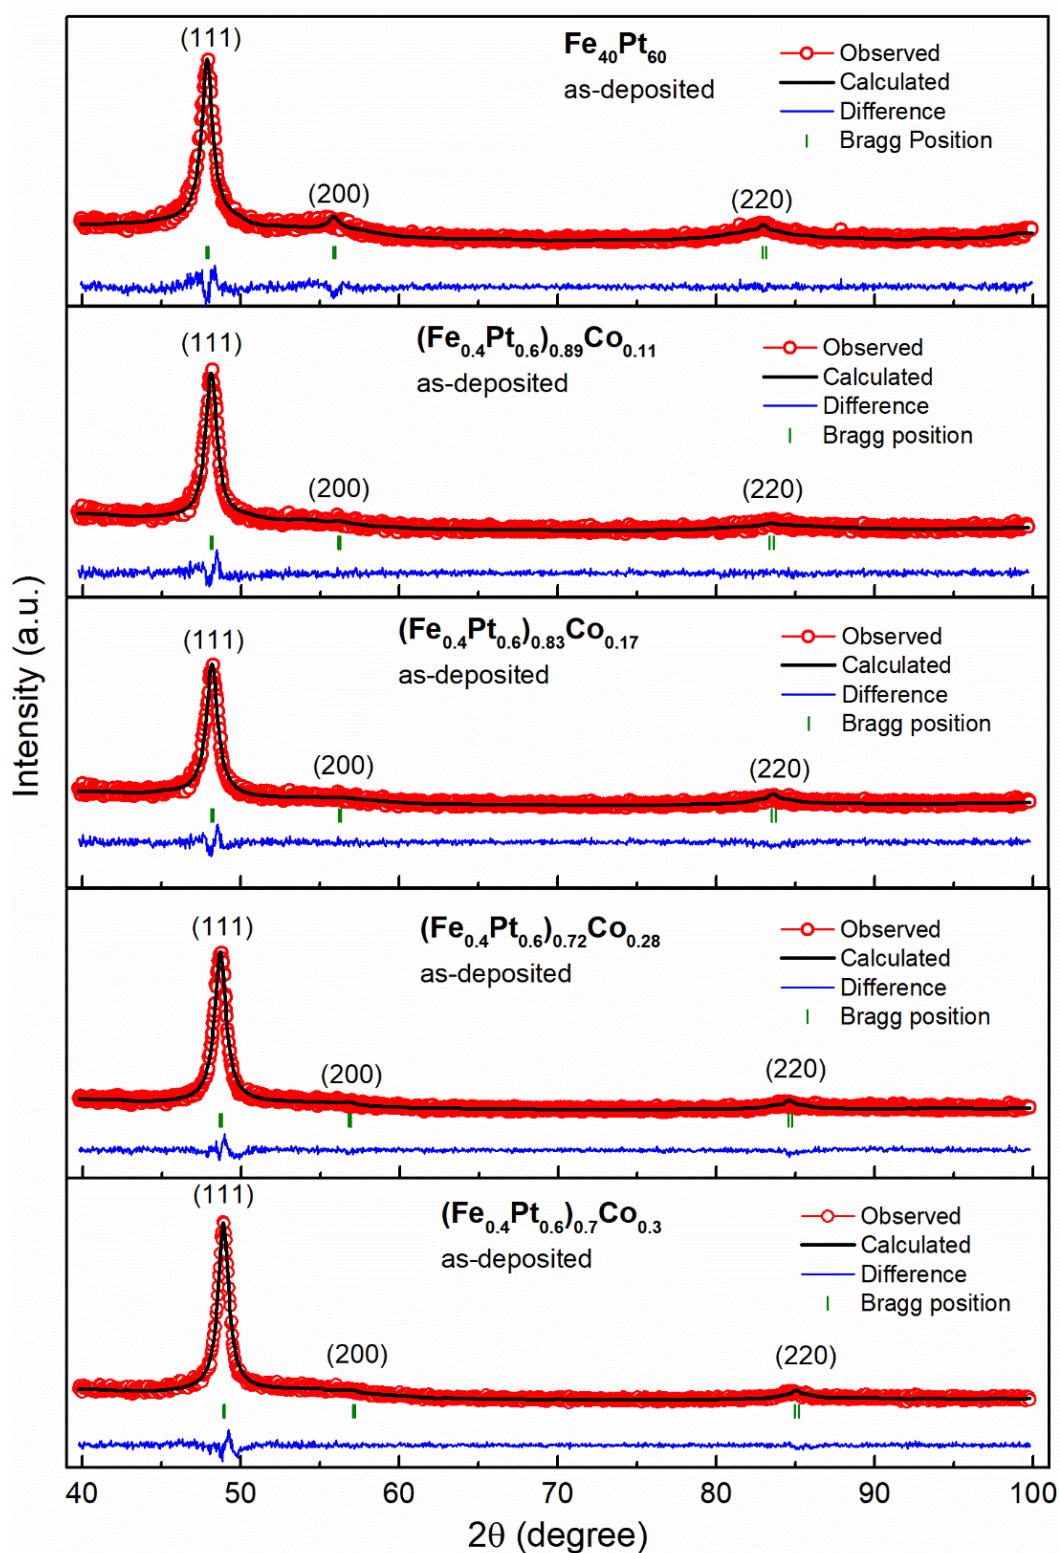 (111)
Fe₄₀Pt₆₀
as-deposited
Observed
Calculated
Difference
Bragg Position
(200)
(220)
(111)
(Fe₀.₄Pt₀.₆)₀.₈₉Co₀.₁₁
as-deposited
Observed
Calculated
Difference
Bragg position
(200)
(220)
(111)
(Fe₀.₄Pt₀.₆)₀.₈₃Co₀.₁₇
as-deposited
Observed
Calculated
Difference
Bragg position
(200)
(220)
(111)
(Fe₀.₄Pt₀.₆)₀.₇₂Co₀.₂₈
as-deposited
Observed
Calculated
Difference
Bragg position
(200)
(220)
(111)
(Fe₀.₄Pt₀.₆)₀.₇Co₀.₃
as-deposited
Observed
Calculated
Difference
Bragg position
(200)
(220)
40 50 60 70 80 90 100
2θ (degree)
Intensity (a.u.)